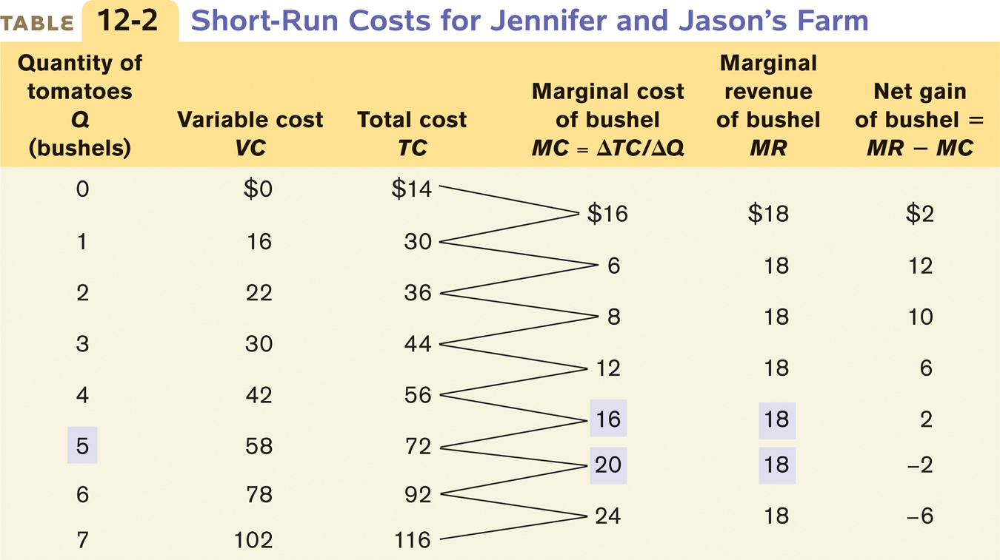 TABLE 12-2 Short-Run Costs for Jennifer and Jason’s Farm
Quantity of tomatoes Q (bushels)
Variable cost VC
Total cost TC
Marginal cost of bushel MC = ΔTC/ΔQ
Marginal revenue of bushel MR
Net gain of bushel = MR − MC
0 $0 $14
$16 $18 $2
1 16 30
6 18 12
2 22 36
8 18 10
3 30 44
12 18 6
4 42 56
16 18 2
5 58 72
20 18 −2
6 78 92
24 18 −6
7 102 116